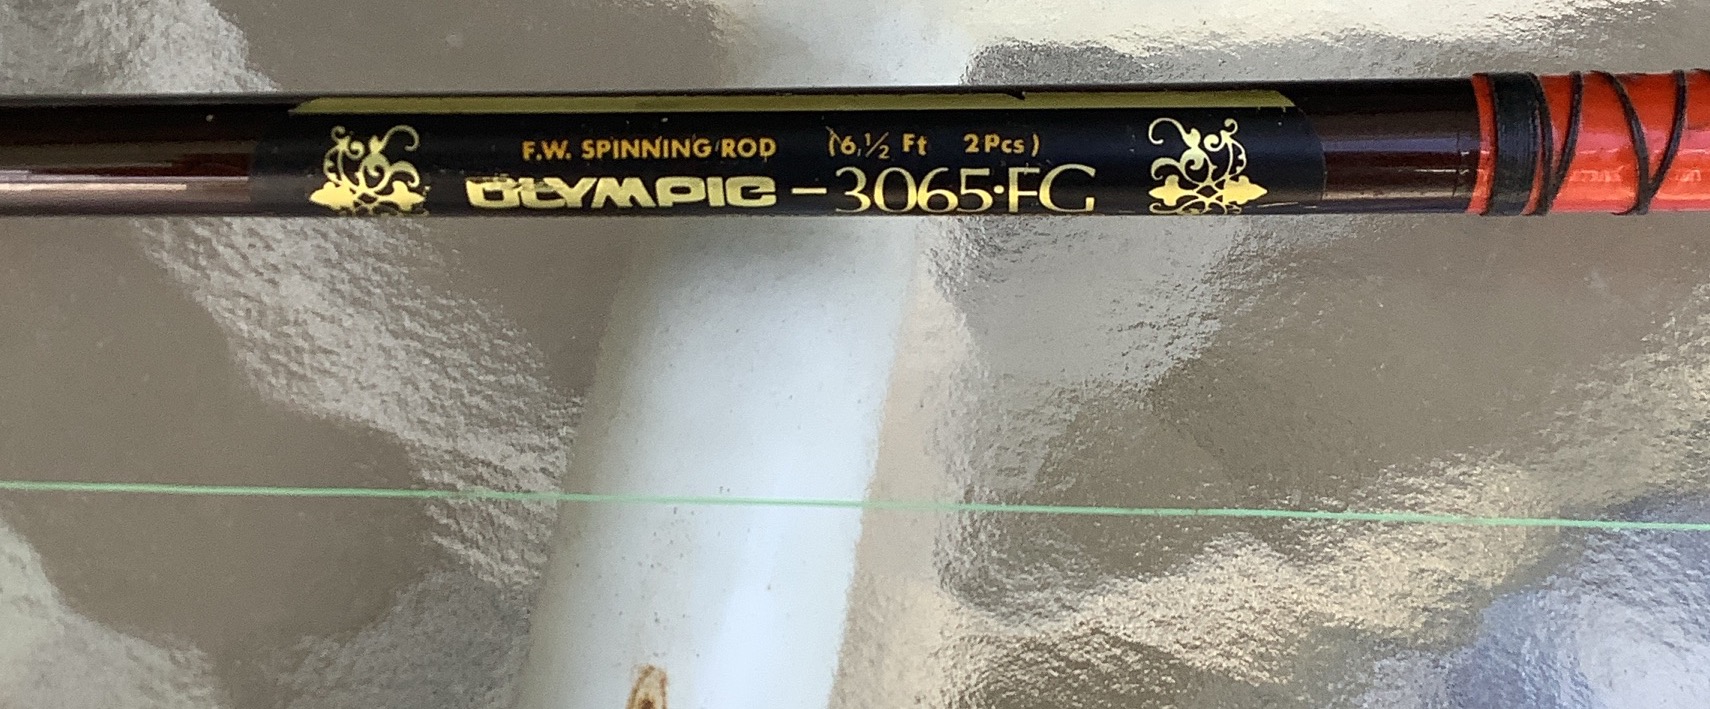 F.W. SPINNING ROD (6,½ Ft 2Pcs)
OLYMPIC-3065·FG